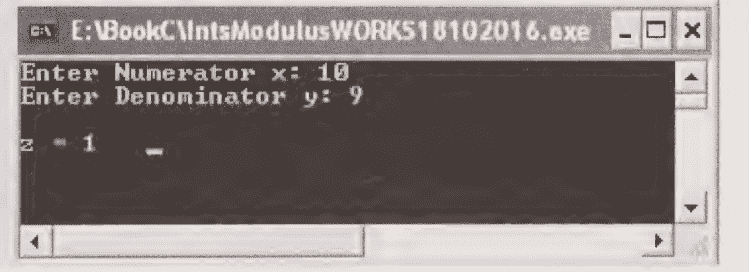 E:\BookC\IntsModulusWORKS18102016.exe
Enter Numerator x: 10
Enter Denominator y: 9
z = 1